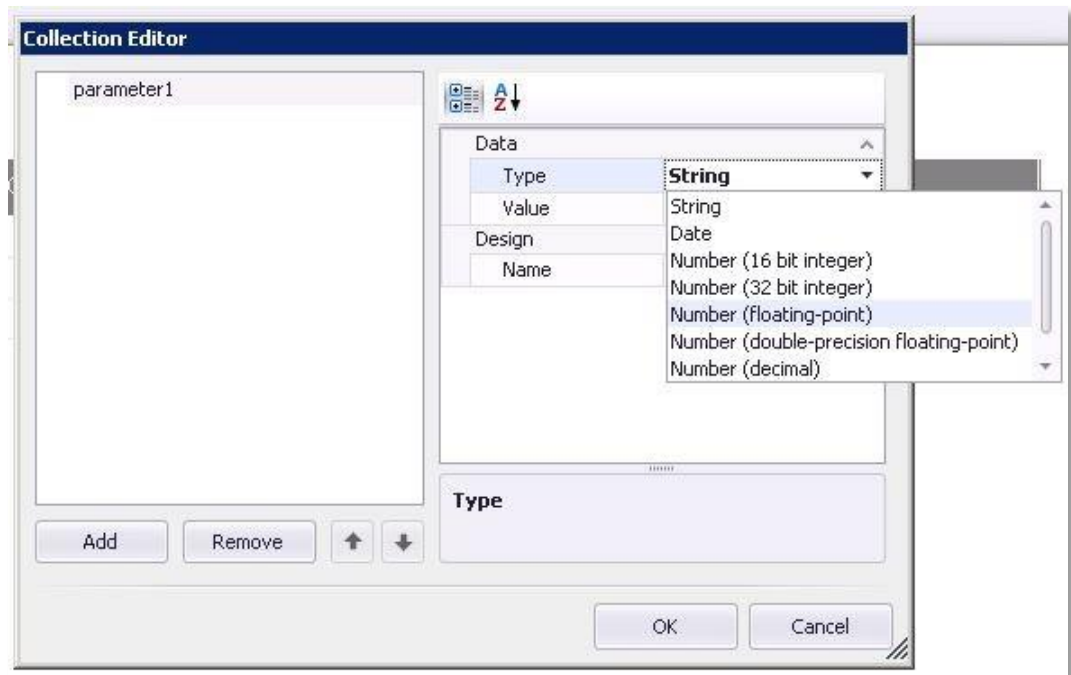 Collection Editor
parameter1
A
Z
Data
Type
String
Value
Design
Name
String
Date
Number (16 bit integer)
Number (32 bit integer)
Number (floating-point)
Number (double-precision floating-point)
Number (decimal)
Type
Add
Remove
OK
Cancel